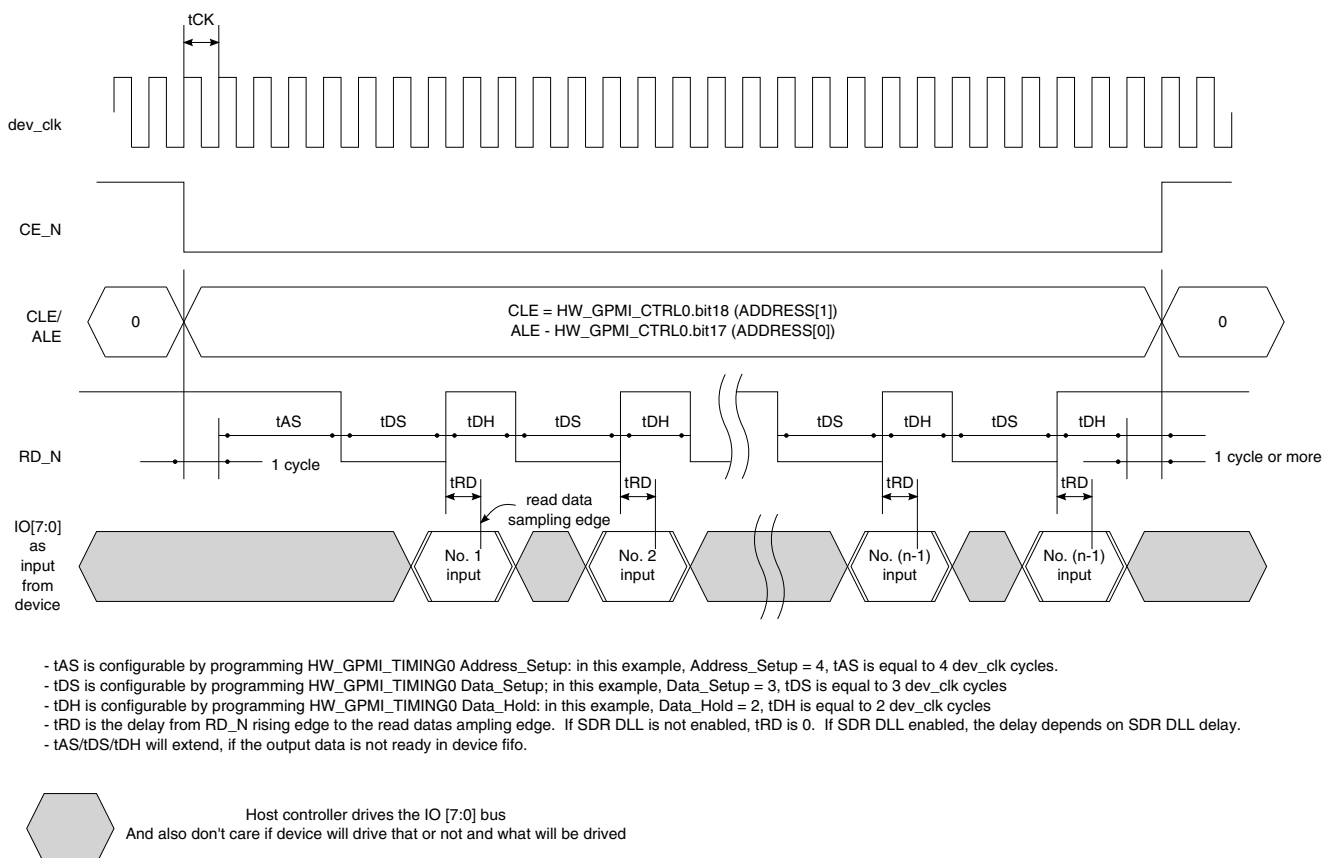 tCK
dev_clk
CE_N
CLE/
ALE
0
CLE = HW_GPMI_CTRL0.bit18 (ADDRESS[1])
ALE - HW_GPMI_CTRL0.bit17 (ADDRESS[0])
0
tAS
tDS
tDH
tDS
tDH
tDS
tDH
tDS
tDH
RD_N
1 cycle
1 cycle or more
tRD
tRD
tRD
tRD
read data
sampling edge
IO[7:0]
as
input
from
device
No. 1
input
No. 2
input
No. (n-1)
input
No. (n-1)
input
- tAS is configurable by programming HW_GPMI_TIMING0 Address_Setup: in this example, Address_Setup = 4, tAS is equal to 4 dev_clk cycles.
- tDS is configurable by programming HW_GPMI_TIMING0 Data_Setup; in this example, Data_Setup = 3, tDS is equal to 3 dev_clk cycles
- tDH is configurable by programming HW_GPMI_TIMING0 Data_Hold: in this example, Data_Hold = 2, tDH is equal to 2 dev_clk cycles
- tRD is the delay from RD_N rising edge to the read datas ampling edge. If SDR DLL is not enabled, tRD is 0. If SDR DLL enabled, the delay depends on SDR DLL delay.
- tAS/tDS/tDH will extend, if the output data is not ready in device fifo.
Host controller drives the IO [7:0] bus
And also don't care if device will drive that or not and what will be drived